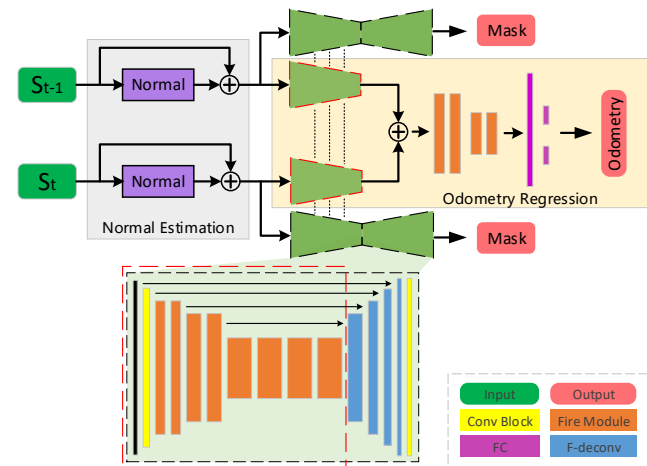 Mask
St-1
Normal
St
Normal
Normal Estimation
Odometry
Odometry Regression
Mask
Input
Output
Conv Block
Fire Module
FC
F-deconv